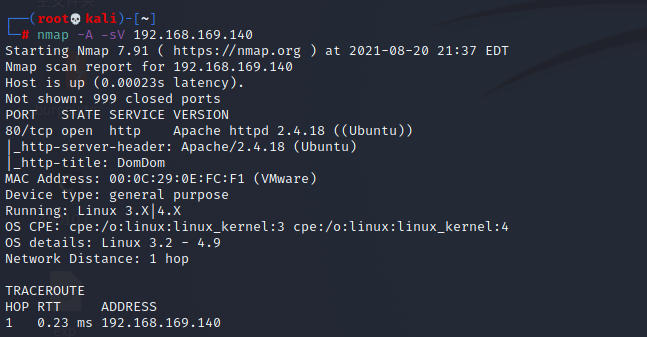 (root💀kali)-[~]
# nmap -A -sV 192.168.169.140
Starting Nmap 7.91 ( https://nmap.org ) at 2021-08-20 21:37 EDT
Nmap scan report for 192.168.169.140
Host is up (0.00023s latency).
Not shown: 999 closed ports
PORT   STATE SERVICE VERSION
80/tcp open  http    Apache httpd 2.4.18 ((Ubuntu))
|_http-server-header: Apache/2.4.18 (Ubuntu)
|_http-title: DomDom
MAC Address: 00:0C:29:0E:FC:F1 (VMware)
Device type: general purpose
Running: Linux 3.X|4.X
OS CPE: cpe:/o:linux:linux_kernel:3 cpe:/o:linux:linux_kernel:4
OS details: Linux 3.2 - 4.9
Network Distance: 1 hop
TRACEROUTE
HOP RTT     ADDRESS
1   0.23 ms 192.168.169.140